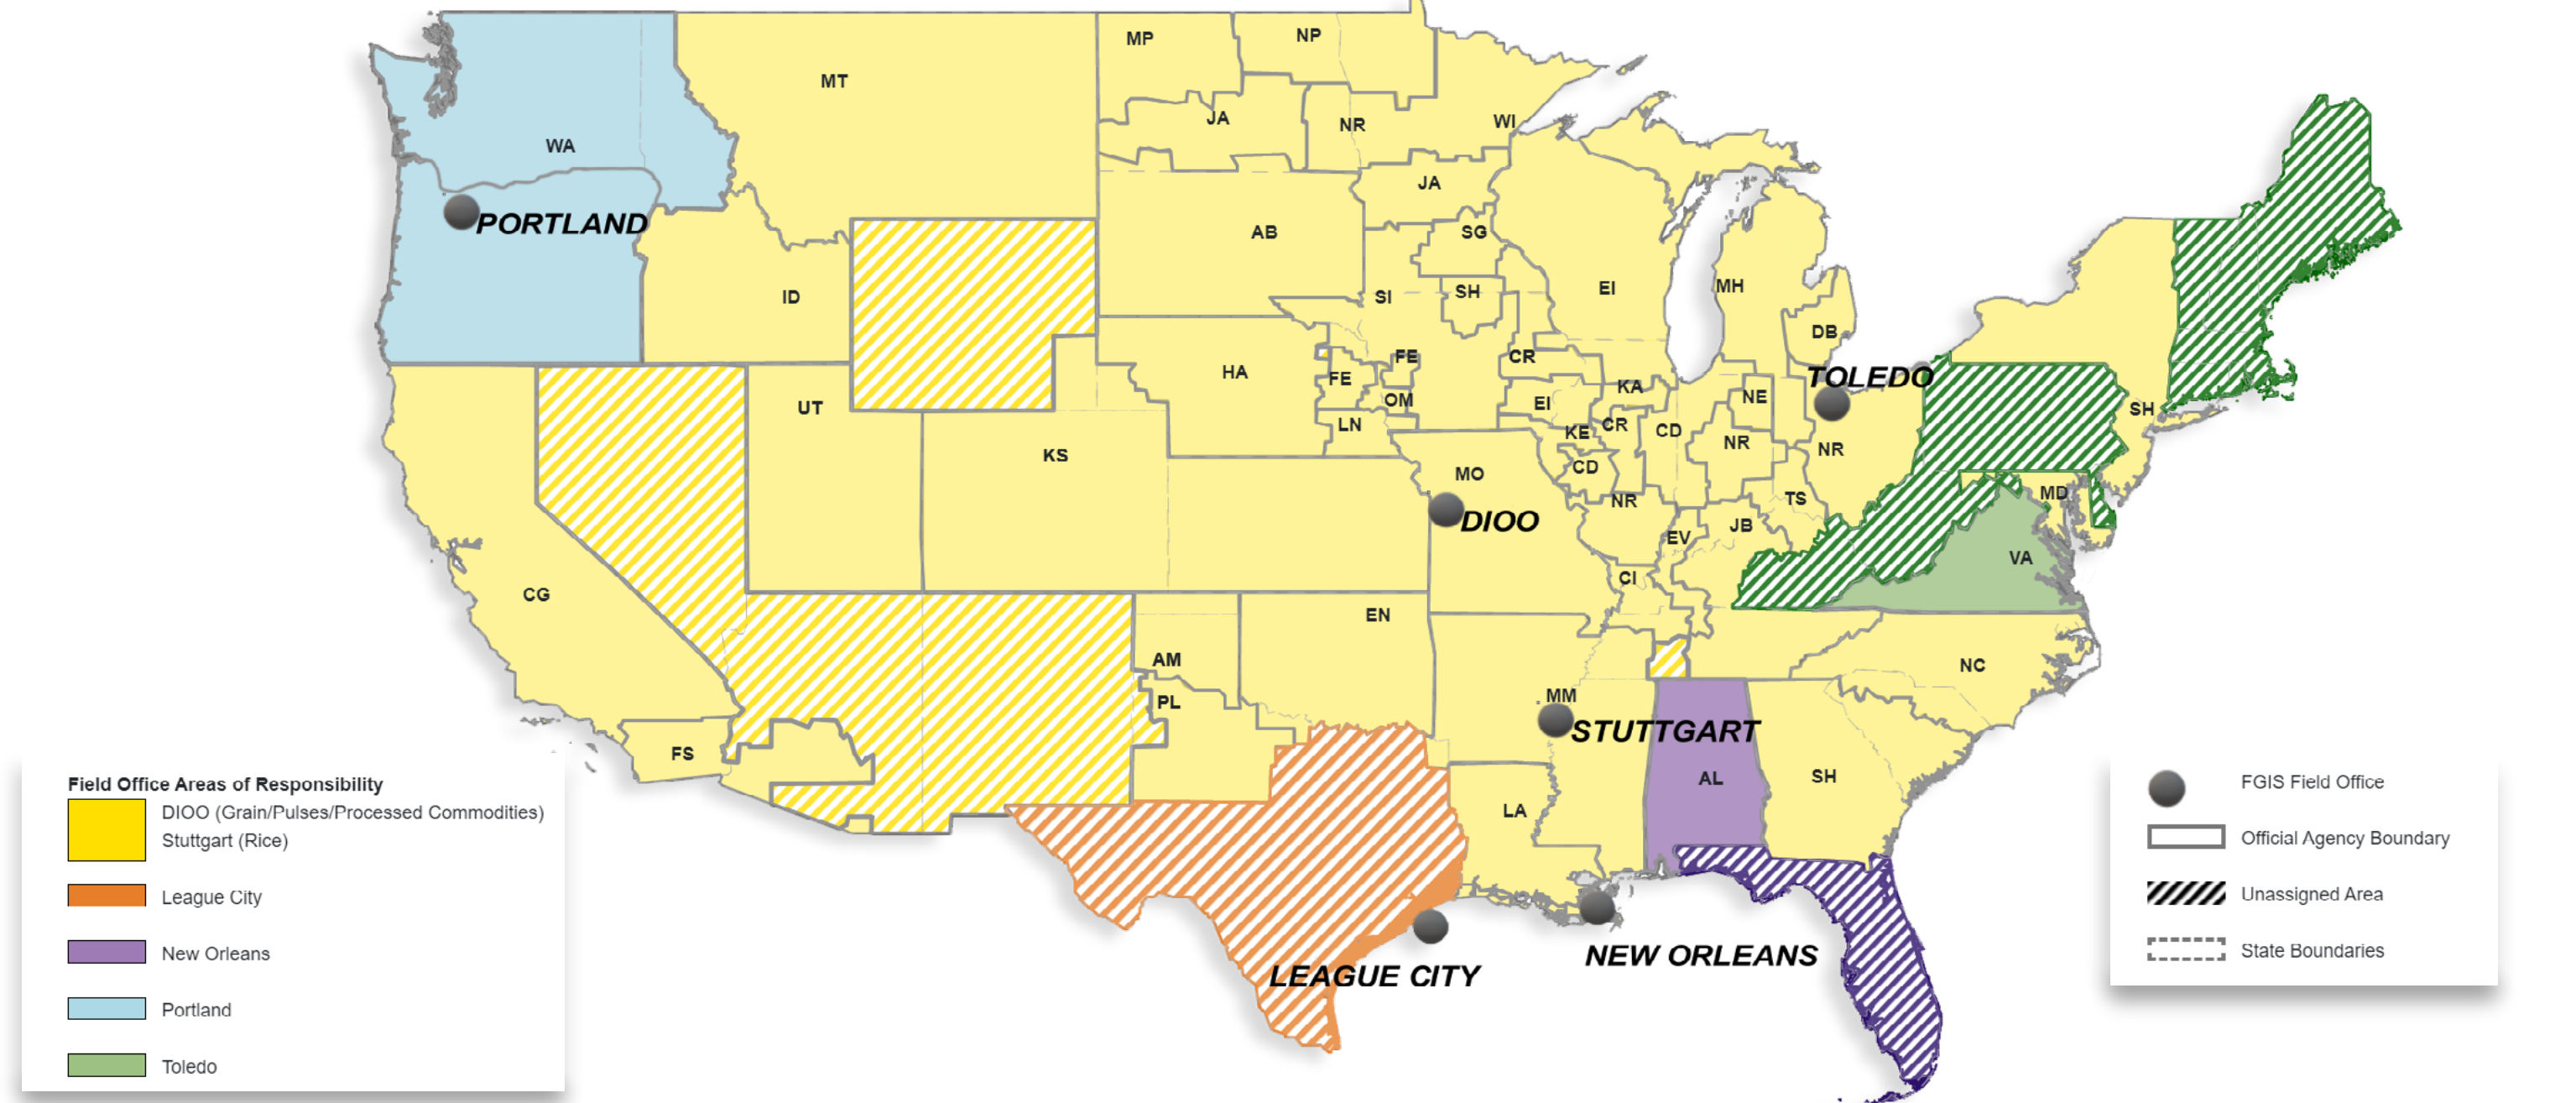 MP
NP
MT
JA
NR
WI
WA
JA
PORTLAND
AB
SG
ID
SI
SH
EI
MH
DB
HA
FE
FE
CR
TOLEDO
KA
UT
OM
EI
NE
SH
LN
KE
CR
CD
NR
NR
KS
MO
CD
MD
DIOO
NR
TS
EV
JB
VA
CI
CG
EN
AM
NC
PL
MM
STUTTGART
FS
AL
SH
LA
NEW ORLEANS
LEAGUE CITY
Field Office Areas of Responsibility
DIOO (Grain/Pulses/Processed Commodities)
Stuttgart (Rice)
League City
New Orleans
Portland
Toledo
FGIS Field Office
Official Agency Boundary
Unassigned Area
State Boundaries